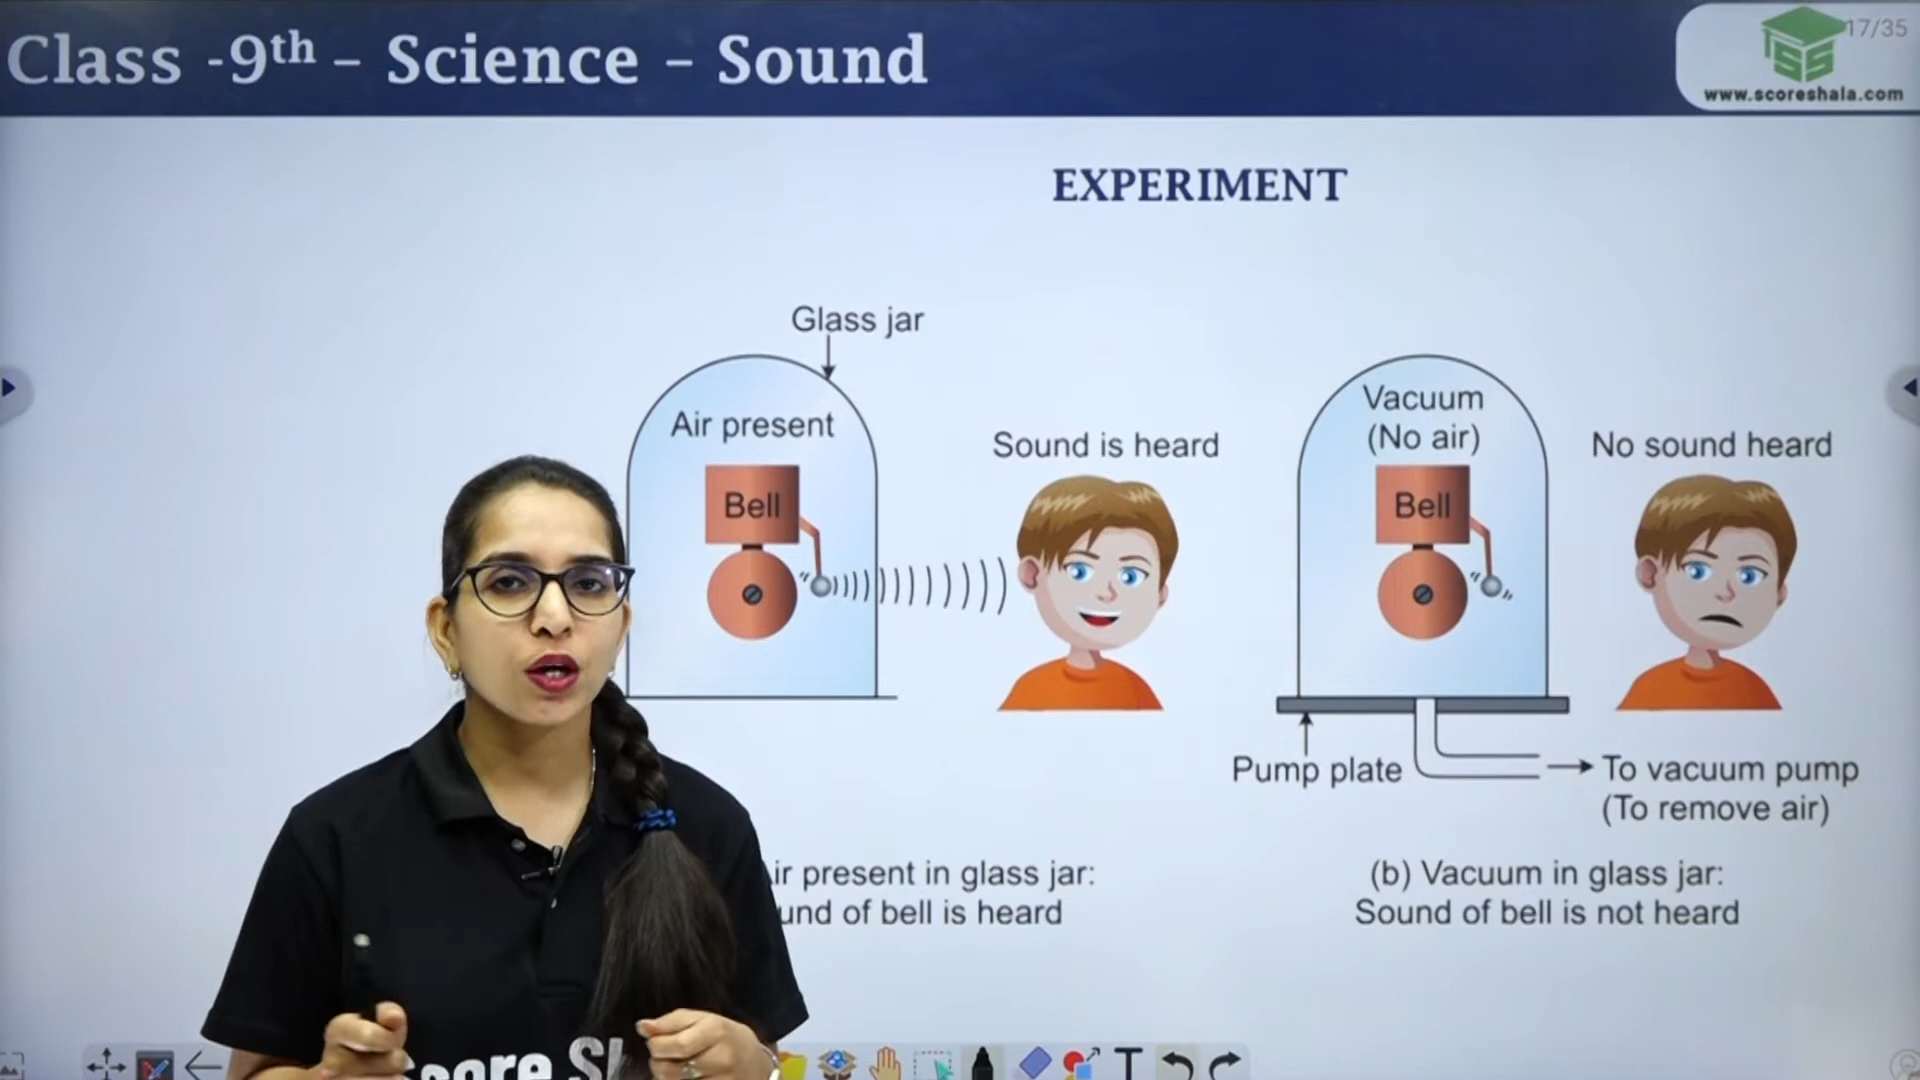 Class -9th – Science – Sound
17/35
www.scoreshala.com
EXPERIMENT
Glass jar
Air present
Bell
Sound is heard
Vacuum
(No air)
Bell
No sound heard
Pump plate
To vacuum pump
(To remove air)
present in glass jar:
of bell is heard
(b) Vacuum in glass jar:
Sound of bell is not heard
T